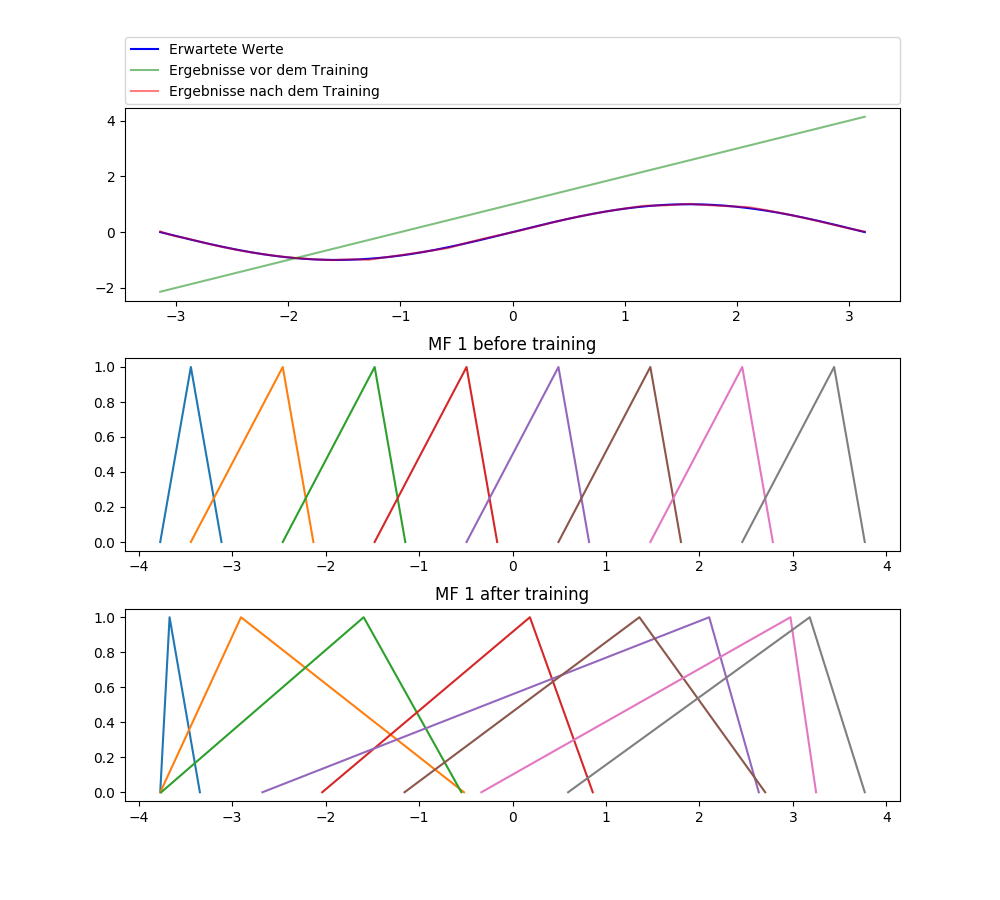 Erwartete Werte
Ergebnisse vor dem Training
Ergebnisse nach dem Training
4
2
0
−2
−3 −2 −1 0 1 2 3
MF 1 before training
1.0
0.8
0.6
0.4
0.2
0.0
−4 −3 −2 −1 0 1 2 3 4
MF 1 after training
1.0
0.8
0.6
0.4
0.2
0.0
−4 −3 −2 −1 0 1 2 3 4